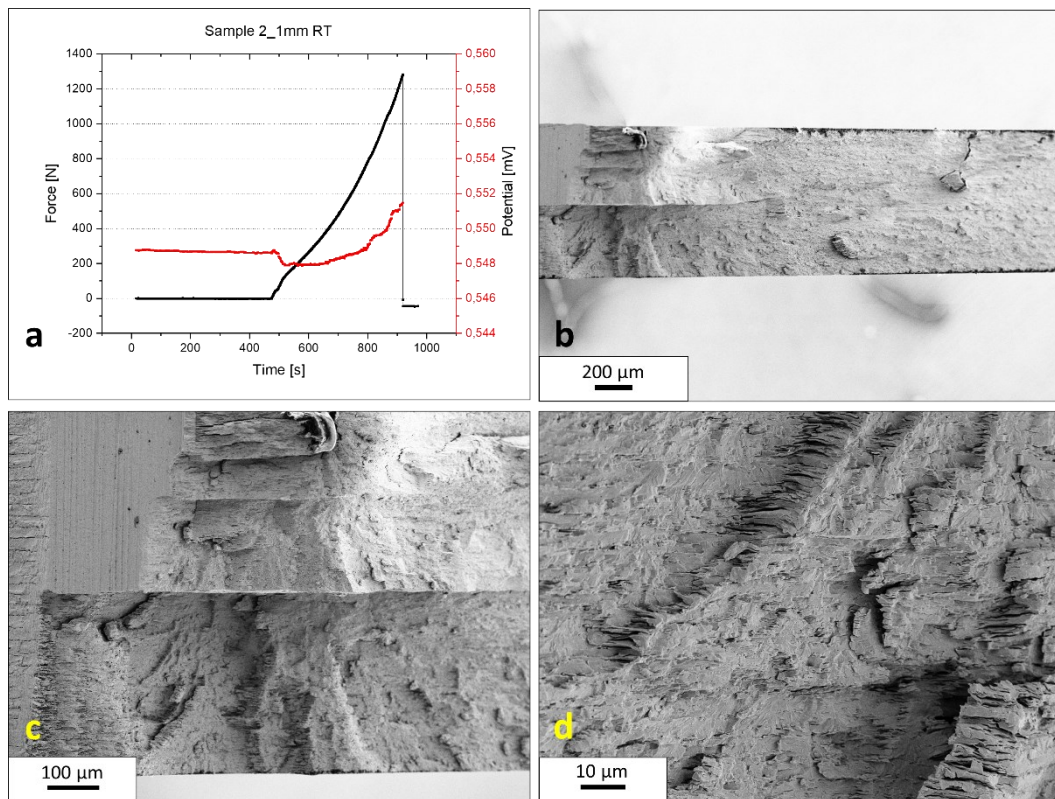 Sample 2_1mm RT
1400
1200
1000
800
600
400
200
0
-200
Force [N]
0,560
0,558
0,556
0,554
0,552
0,550
0,548
0,546
0,544
Potential [mV]
0
200
400
600
800
1000
Time [s]
a
b
200 µm
c
100 µm
d
10 µm